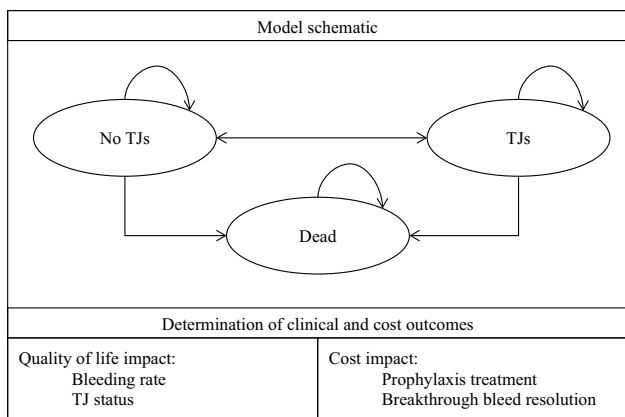 Model schematic
No TJs
TJs
Dead
Determination of clinical and cost outcomes
Quality of life impact:
Bleeding rate
TJ status
Cost impact:
Prophylaxis treatment
Breakthrough bleed resolution